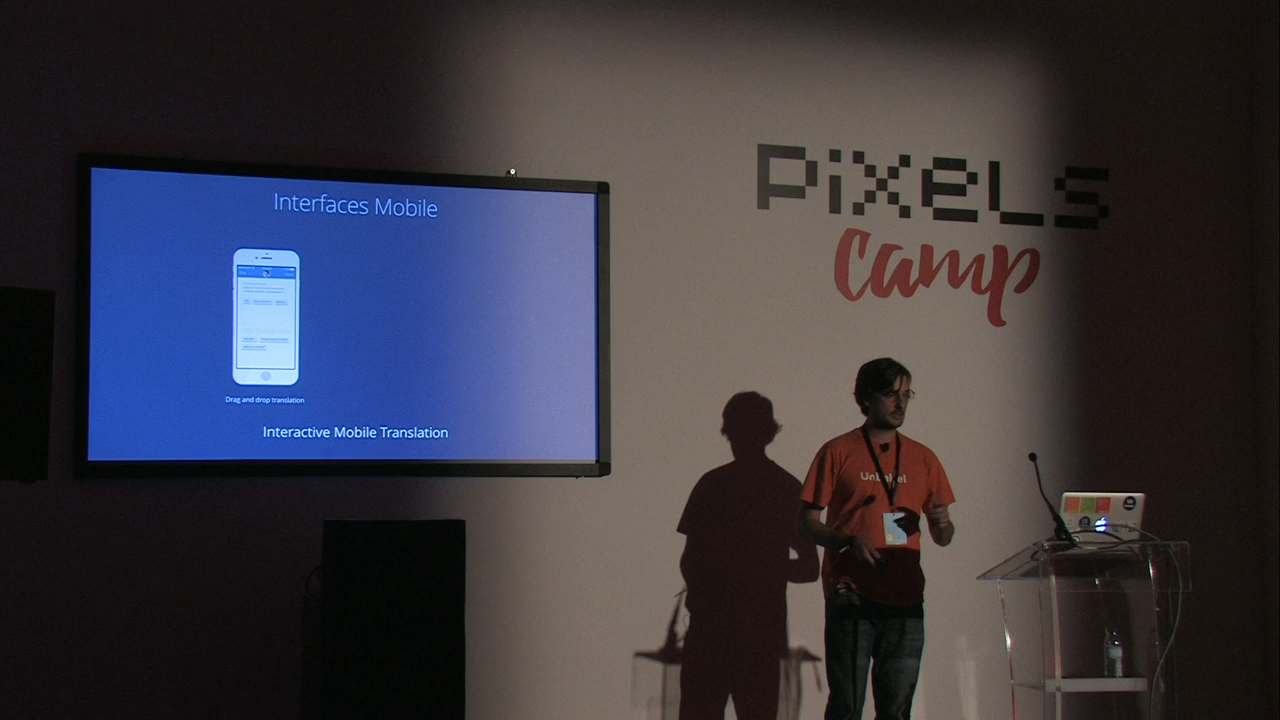 Interfaces Mobile
Drag and drop translation
Interactive Mobile Translation
PIXELS
Camp